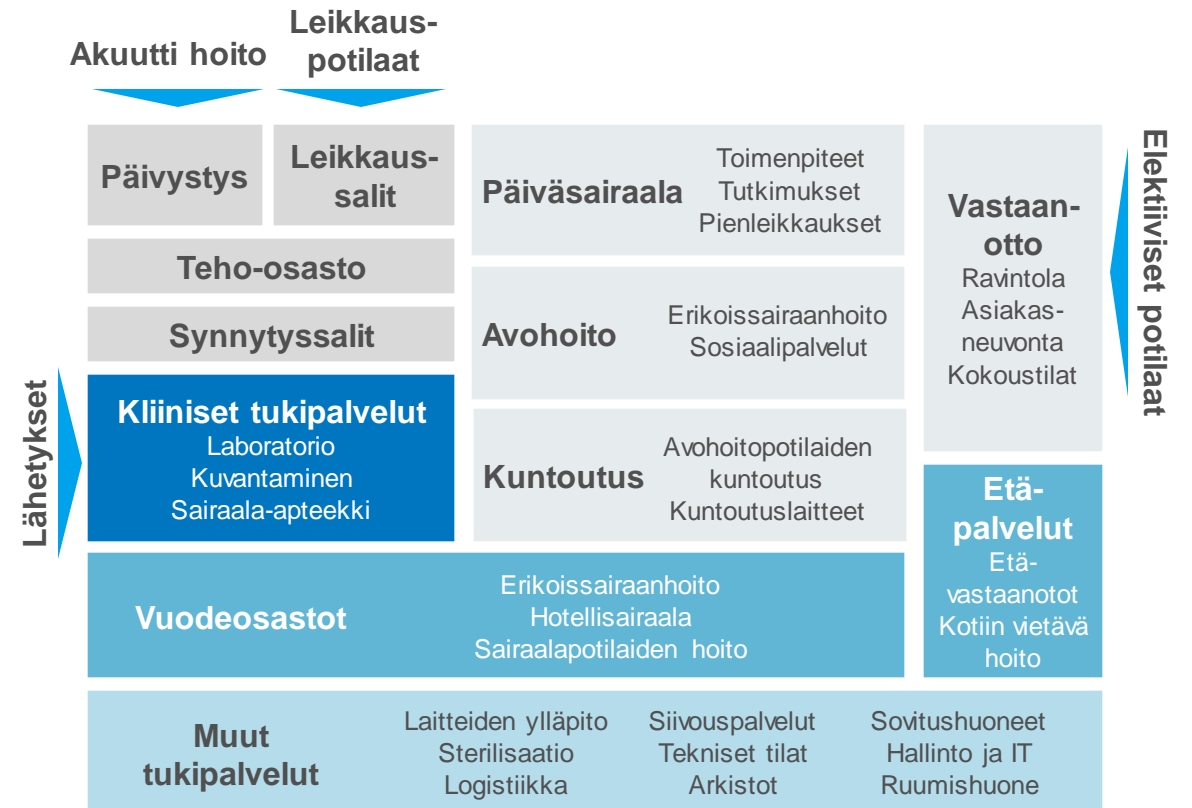 Akuutti hoito
Leikkaus-
potilaat
Päivystys
Leikkaus-
salit
Teho-osasto
Synnytyssalit
Lähetykset
Kliiniset tukipalvelut
Laboratorio
Kuvantaminen
Sairaala-apteekki
Päiväsairaala
Toimenpiteet
Tutkimukset
Pienleikkaukset
Avohoito
Erikoissairaanhoito
Sosiaalipalvelut
Kuntoutus
Avohoitopotilaiden
kuntoutus
Kuntoutuslaitteet
Vastaan-
otto
Ravintola
Asiakas-
neuvonta
Kokoustilat
Elektiiviset potilaat
Etä-
palvelut
Etä-
vastaanotot
Kotiin vietävä
hoito
Vuodeosastot
Erikoissairaanhoito
Hotellisairaala
Sairaalapotilaiden hoito
Muut
tukipalvelut
Laitteiden ylläpito
Sterilisaatio
Logistiikka
Siivouspalvelut
Tekniset tilat
Arkistot
Sovitushuoneet
Hallinto ja IT
Ruumishuone